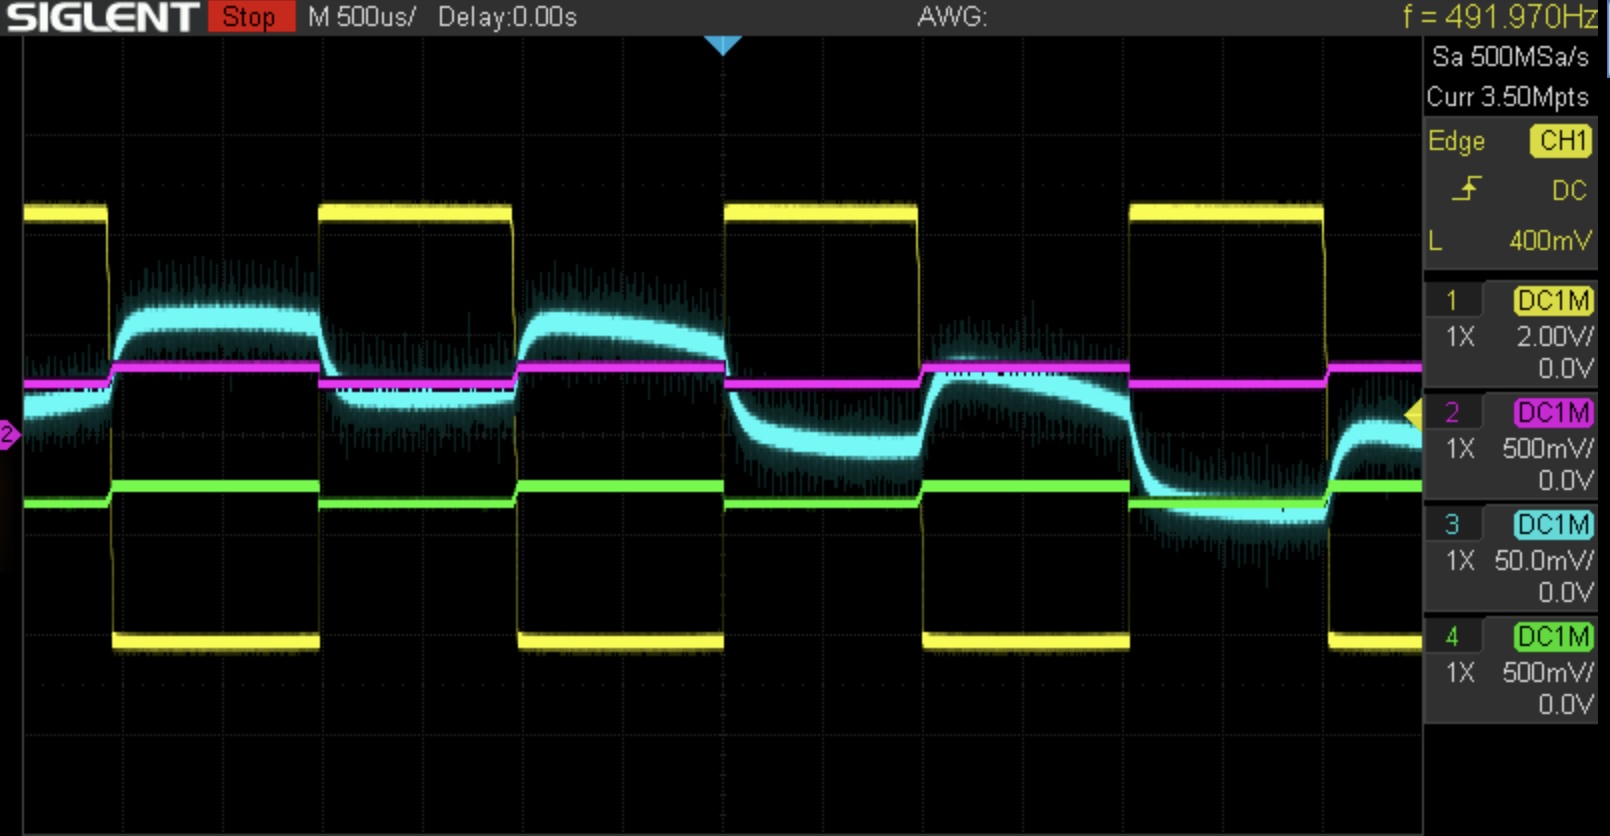 SIGLENT Stop M 500us/ Delay:0.00s AWG: f = 491.970Hz
Sa 500MSa/s
Curr 3.50Mpts
Edge CH1
DC
L 400mV
1 DC1M
1X 2.00V/
0.0V
2 DC1M
1X 500mV/
0.0V
3 DC1M
1X 50.0mV/
0.0V
4 DC1M
1X 500mV/
0.0V
2